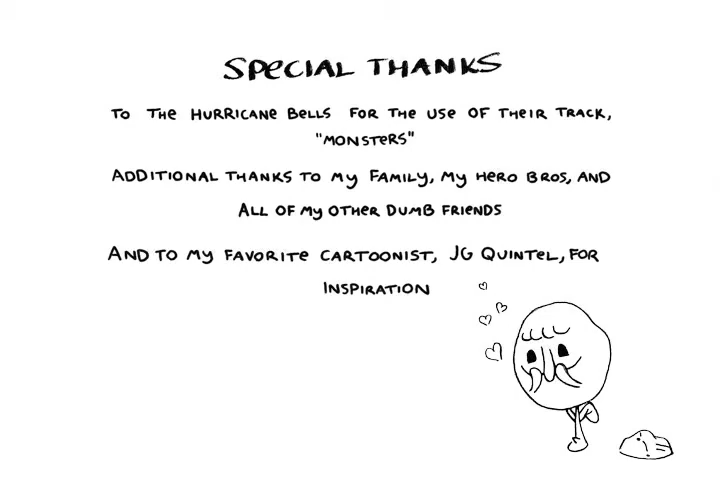 SPECIAL THANKS
TO THE HURRICANE BELLS FOR THE USE OF THEIR TRACK,
"MONSTERS"
ADDITIONAL THANKS TO MY FAMILY, MY HERO BROS, AND
ALL OF MY OTHER DUMB FRIENDS
AND TO MY FAVORITE CARTOONIST, JG QUINTEL, FOR
INSPIRATION